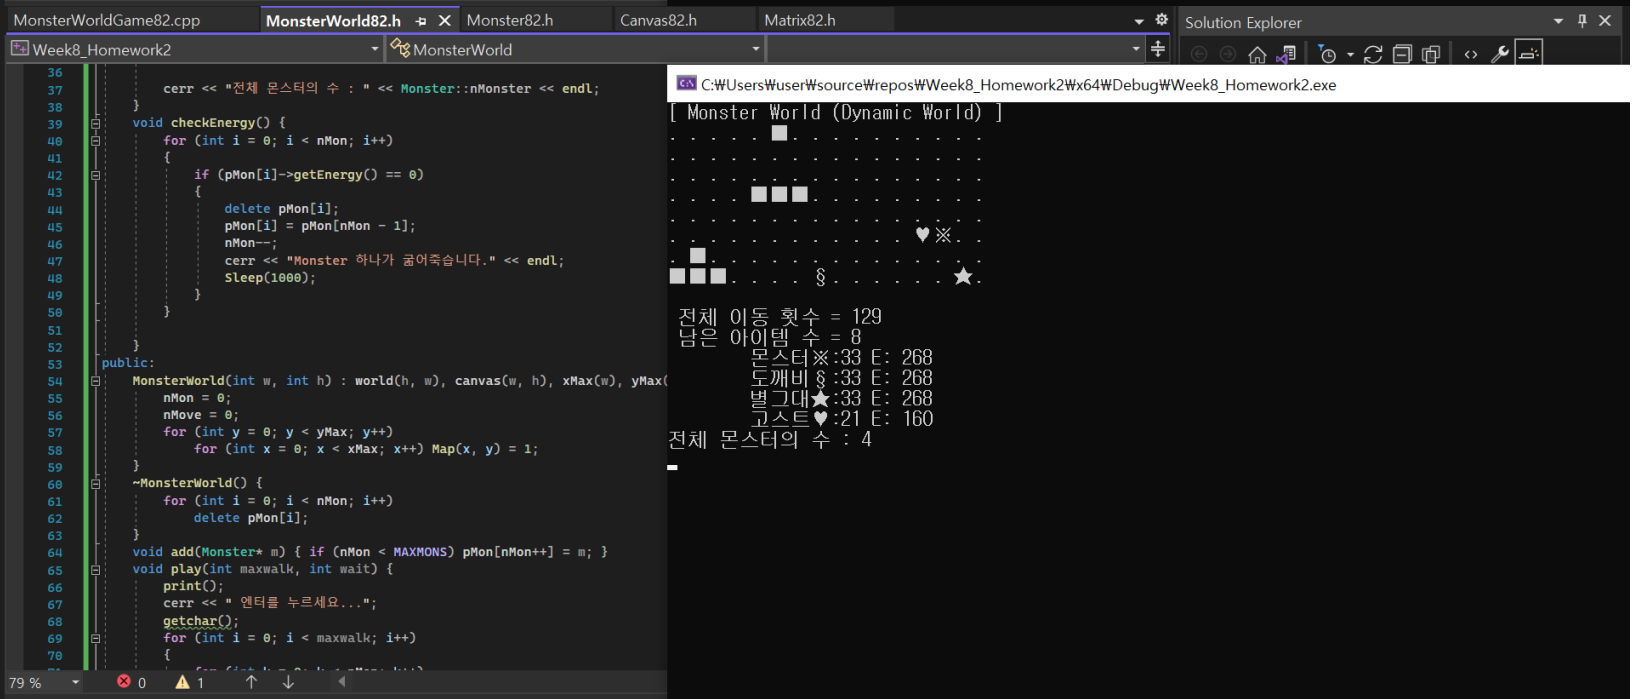 MonsterWorldGame82.cpp
MonsterWorld82.h
Monster82.h
Canvas82.h
Matrix82.h
Solution Explorer
Week8_Homework2
MonsterWorld
36
37 cerr << "전체 몬스터의 수 : " << Monster::nMonster << endl;
38 }
39 void checkEnergy() {
40 for (int i = 0; i < nMon; i++)
41 {
42 if (pMon[i]->getEnergy() == 0)
43 {
44 delete pMon[i];
45 pMon[i] = pMon[nMon - 1];
46 nMon--;
47 cerr << "Monster 하나가 굶어죽습니다." << endl;
48 Sleep(1000);
49 }
50 }
51
52 }
53 public:
54 MonsterWorld(int w, int h) : world(h, w), canvas(w, h), xMax(w), yMax(
55 nMon = 0;
56 nMove = 0;
57 for (int y = 0; y < yMax; y++)
58 for (int x = 0; x < xMax; x++) Map(x, y) = 1;
59 }
60 ~MonsterWorld() {
61 for (int i = 0; i < nMon; i++)
62 delete pMon[i];
63 }
64 void add(Monster* m) { if (nMon < MAXMONS) pMon[nMon++] = m; }
65 void play(int maxwalk, int wait) {
66 print();
67 cerr << " 엔터를 누르세요...";
68 getchar();
69 for (int i = 0; i < maxwalk; i++)
70 {
79 %
0
1
C:\Users\user\source\repos\Week8_Homework2\x64\Debug\Week8_Homework2.exe
[ Monster World (Dynamic World) ]
. . . . . ■ . . . . . . . . . .
. . . . . . . . . . . . . . . .
. . . . . . . . . . . . . . . .
. . . . ■ ■ ■ . . . . . . . . .
. . . . . . . . . . . . . . . .
. . . . . . . . . . . . ♥ ※ . .
. ■ . . . . . . . . . . . . . .
■ ■ ■ . . . . § . . . . . . ★ .
전체 이동 횟수 = 129
남은 아이템 수 = 8
몬스터※:33 E: 268
도깨비§:33 E: 268
별그대★:33 E: 268
고스트♥:21 E: 160
전체 몬스터의 수 : 4